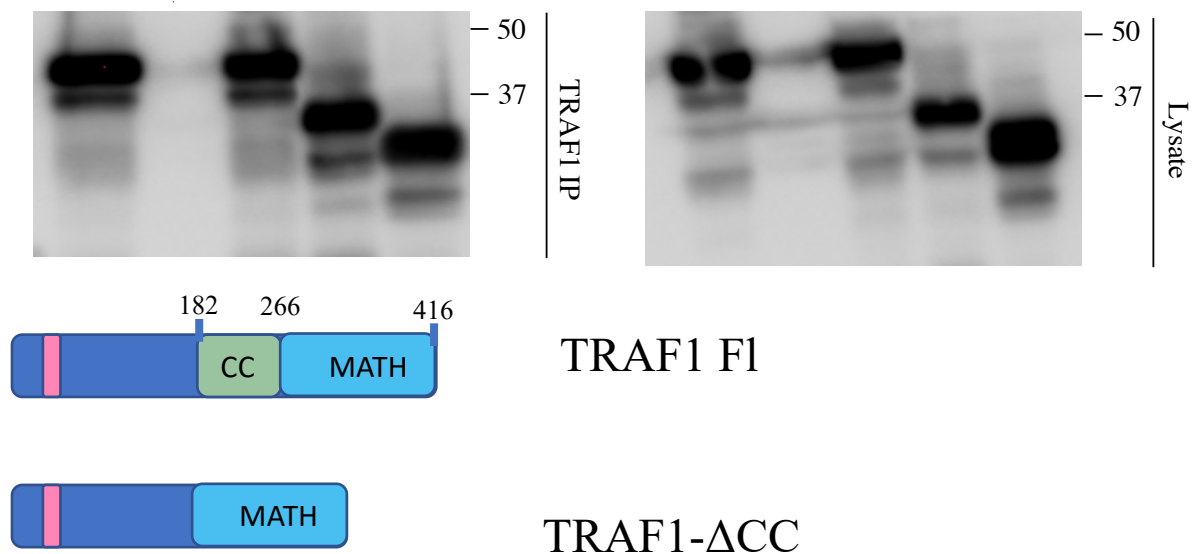 – 50
– 37
TRAF1 IP
– 50
– 37
Lysate
182 266 416
CC MATH
TRAF1 Fl
MATH
TRAF1-ΔCC